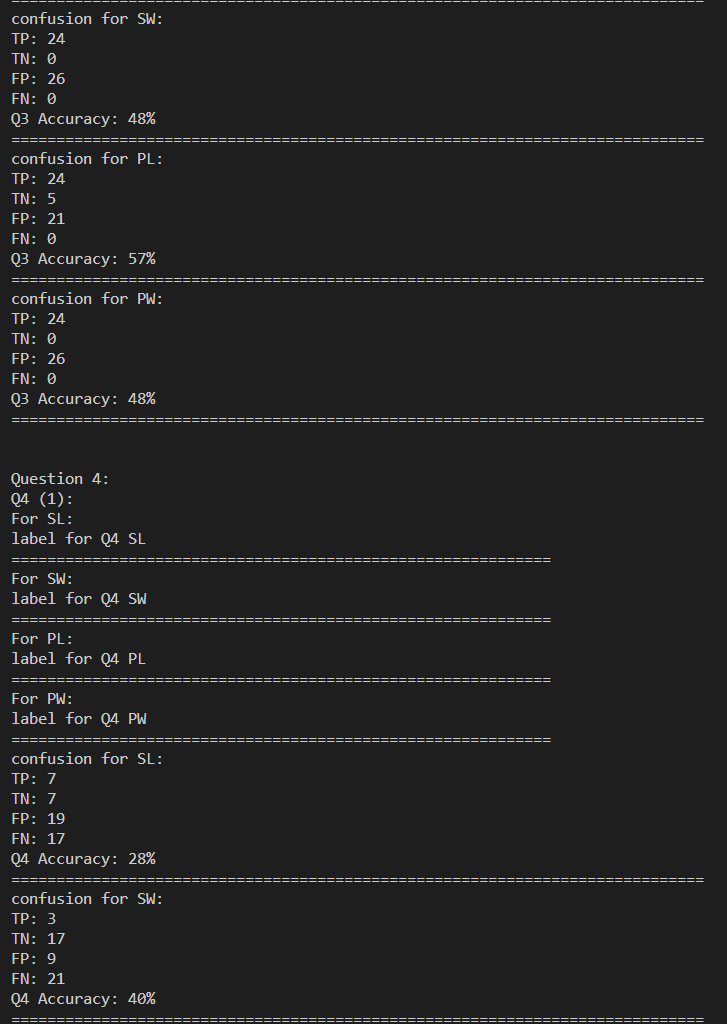 =============================================================================
confusion for SW:
TP: 24
TN: 0
FP: 26
FN: 0
Q3 Accuracy: 48%
=============================================================================
confusion for PL:
TP: 24
TN: 5
FP: 21
FN: 0
Q3 Accuracy: 57%
=============================================================================
confusion for PW:
TP: 24
TN: 0
FP: 26
FN: 0
Q3 Accuracy: 48%
=============================================================================
Question 4:
Q4 (1):
For SL:
label for Q4 SL
============================================================
For SW:
label for Q4 SW
============================================================
For PL:
label for Q4 PL
============================================================
For PW:
label for Q4 PW
============================================================
confusion for SL:
TP: 7
TN: 7
FP: 19
FN: 17
Q4 Accuracy: 28%
=============================================================================
confusion for SW:
TP: 3
TN: 17
FP: 9
FN: 21
Q4 Accuracy: 40%
=============================================================================